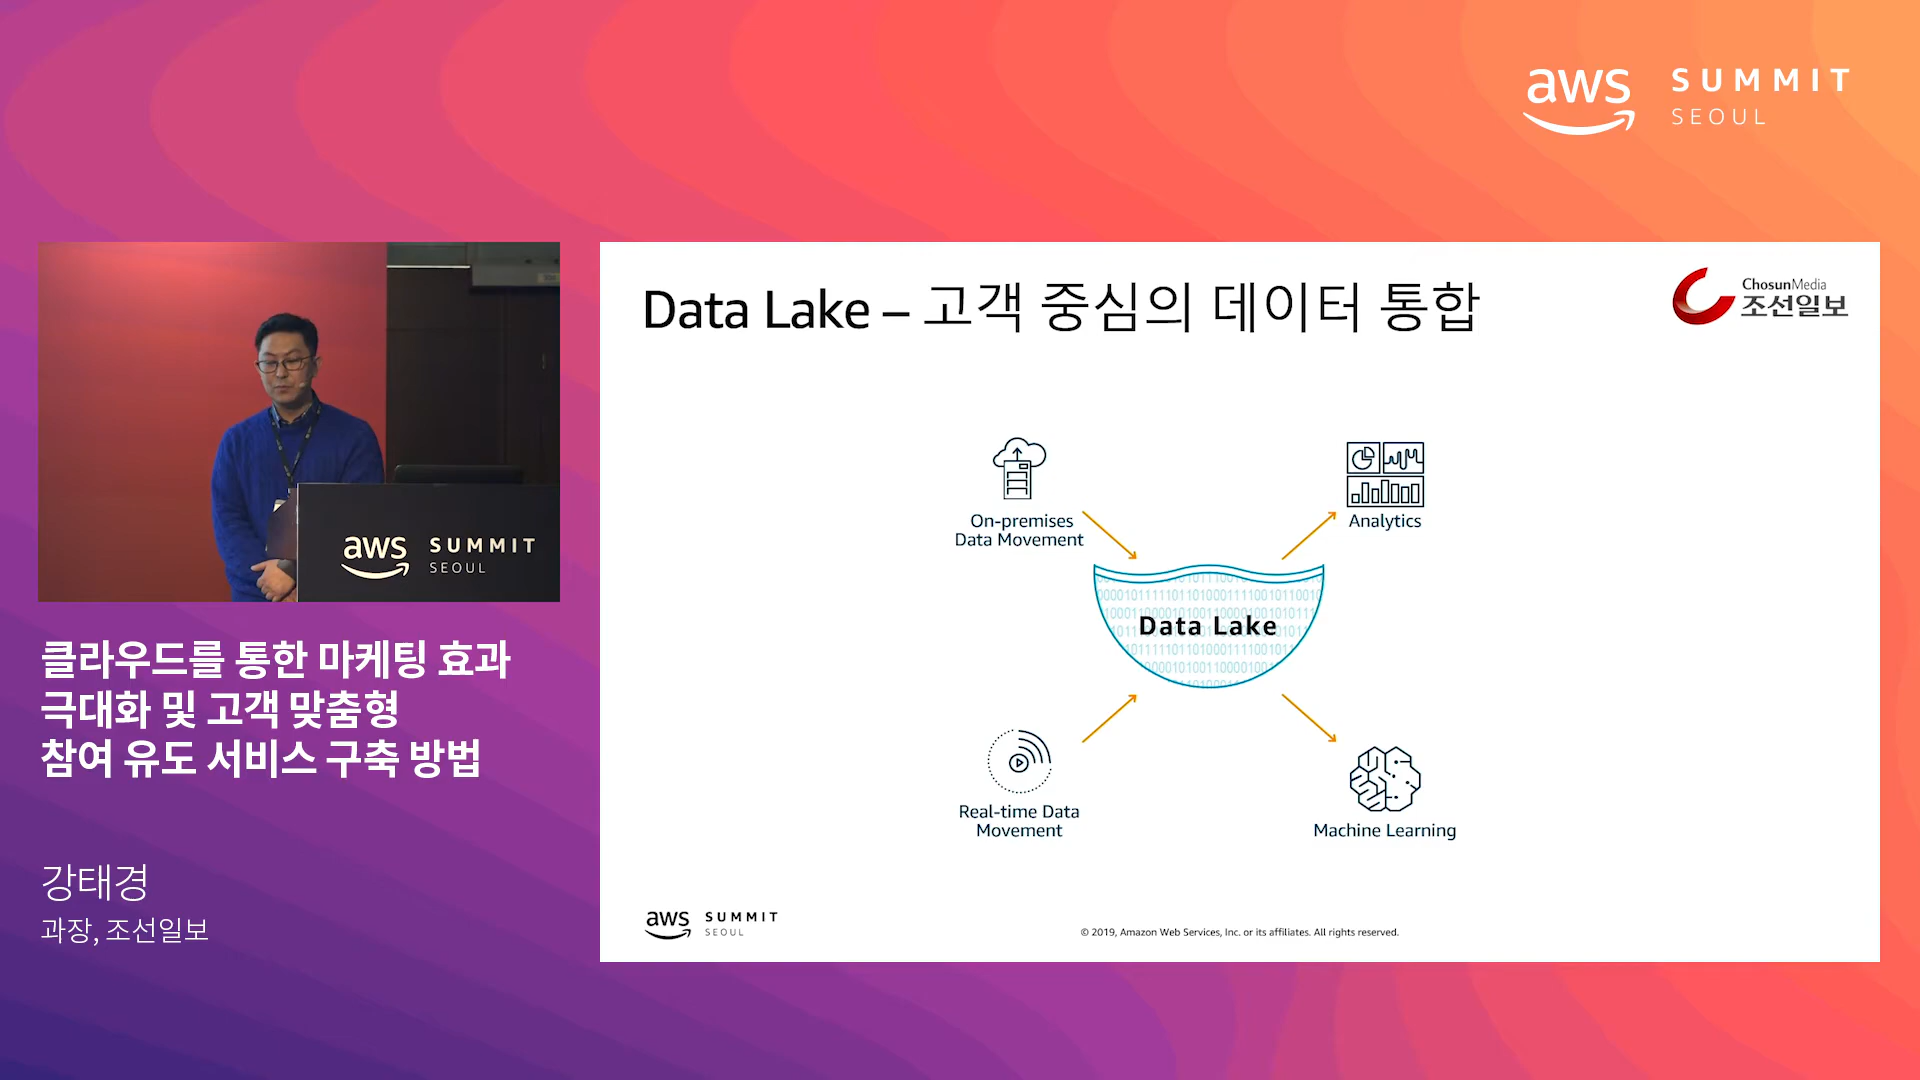 aws SUMMIT
SEOUL
Data Lake – 고객 중심의 데이터 통합
ChosunMedia
조선일보
On-premises
Data Movement
Analytics
Data Lake
Real-time Data
Movement
Machine Learning
aws SUMMIT
SEOUL
© 2019, Amazon Web Services, Inc. or its affiliates. All rights reserved.
aws SUMMIT
SEOUL
클라우드를 통한 마케팅 효과
극대화 및 고객 맞춤형
참여 유도 서비스 구축 방법
강태경
과장, 조선일보